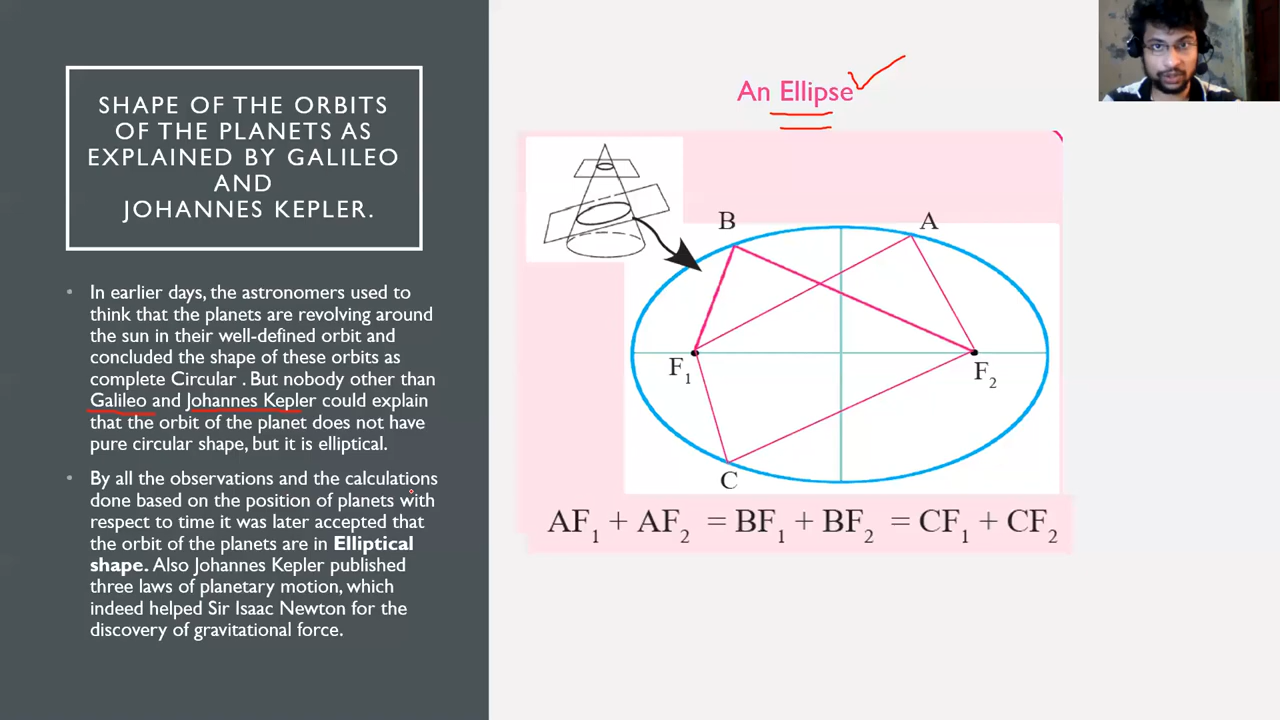 SHAPE OF THE ORBITS
OF THE PLANETS AS
EXPLAINED BY GALILEO
AND
JOHANNES KEPLER.
• In earlier days, the astronomers used to
think that the planets are revolving around
the sun in their well-defined orbit and
concluded the shape of these orbits as
complete Circular . But nobody other than
Galileo and Johannes Kepler could explain
that the orbit of the planet does not have
pure circular shape, but it is elliptical.
• By all the observations and the calculations
done based on the position of planets with
respect to time it was later accepted that
the orbit of the planets are in Elliptical
shape. Also Johannes Kepler published
three laws of planetary motion, which
indeed helped Sir Isaac Newton for the
discovery of gravitational force.
An Ellipse
B
A
F₁
F₂
C
AF₁ + AF₂ = BF₁ + BF₂ = CF₁ + CF₂